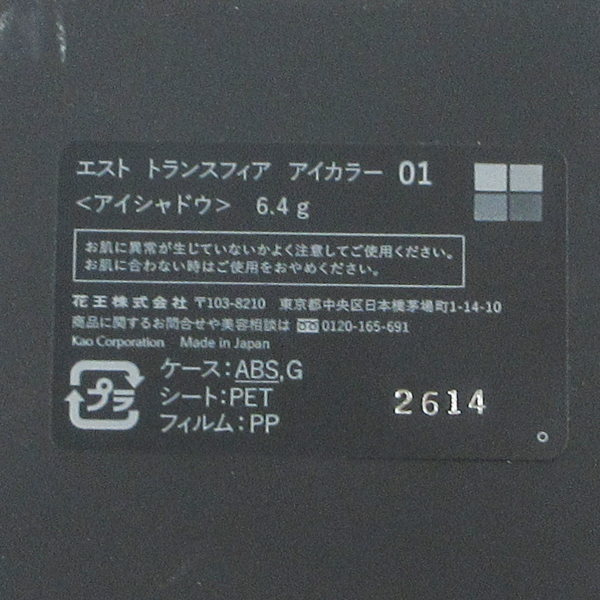 エスト トランスフィア アイカラー 01
<アイシャドウ> 6.4 g
お肌に異常が生じていないかよく注意してご使用ください。
お肌に合わない時はご使用をおやめください。
花王株式会社 〒103-8210 東京都中央区日本橋茅場町1-14-10
商品に関するお問合せや美容相談は 0120-165-691
Kao Corporation Made in Japan
プラ
ケース:ABS,G
シート:PET
フィルム:PP
2614